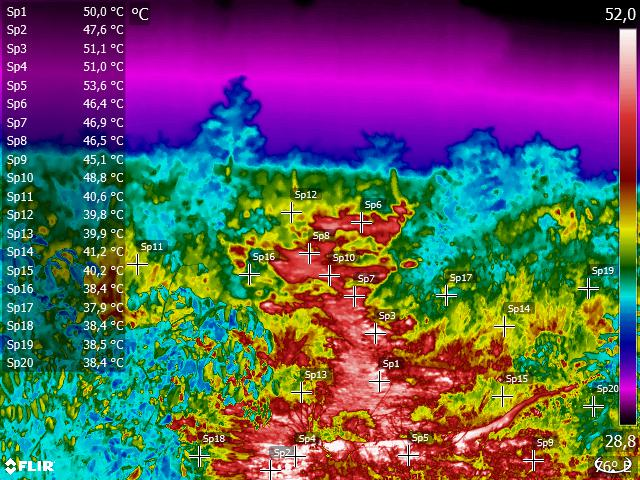 Sp1 50,0 °C
Sp2 47,6 °C
Sp3 51,1 °C
Sp4 51,0 °C
Sp5 53,6 °C
Sp6 46,4 °C
Sp7 46,9 °C
Sp8 46,5 °C
Sp9 45,1 °C
Sp10 48,8 °C
Sp11 40,6 °C
Sp12 39,8 °C
Sp13 39,9 °C
Sp14 41,2 °C
Sp15 40,2 °C
Sp16 38,4 °C
Sp17 37,9 °C
Sp18 38,4 °C
Sp19 38,5 °C
Sp20 38,4 °C
°C
52,0
Sp12
Sp6
Sp8
Sp11
Sp16
Sp10
Sp7
Sp17
Sp19
Sp3
Sp14
Sp1
Sp13
Sp15
Sp20
Sp18
Sp2
Sp4
Sp5
Sp9
28,8
FLIR